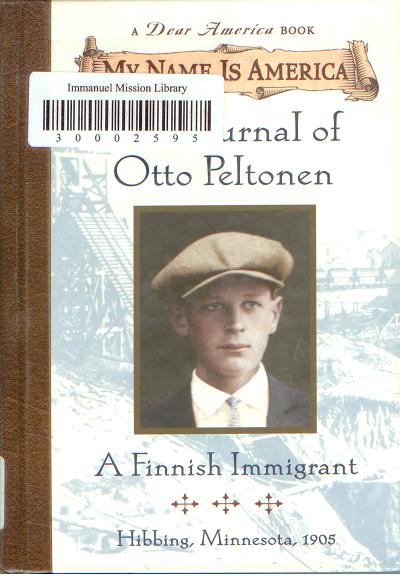 A Dear America BOOK
MY NAME IS AMERICA
Immanuel Mission Library
30002595
urnal of
Otto Peltonen
A Finnish Immigrant
Hibbing, Minnesota, 1905